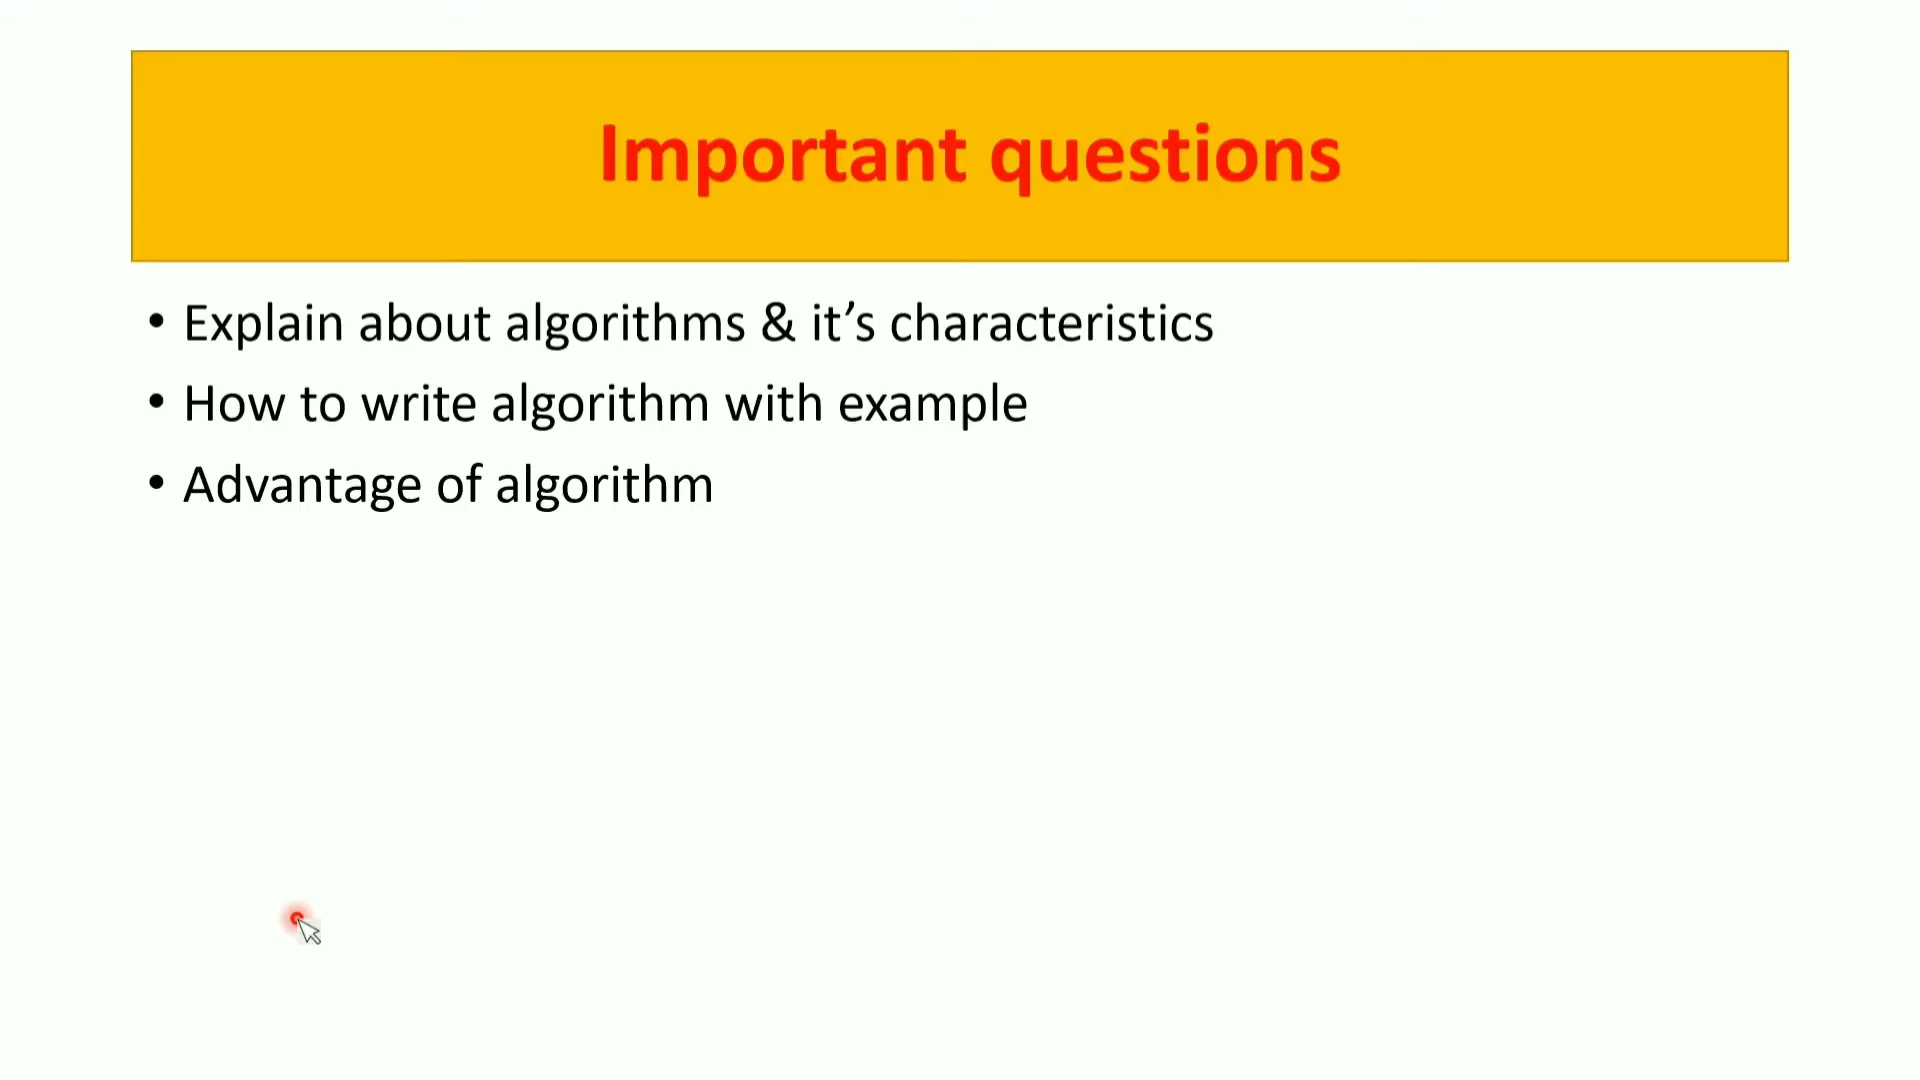 Important questions
• Explain about algorithms & it’s characteristics
• How to write algorithm with example
• Advantage of algorithm